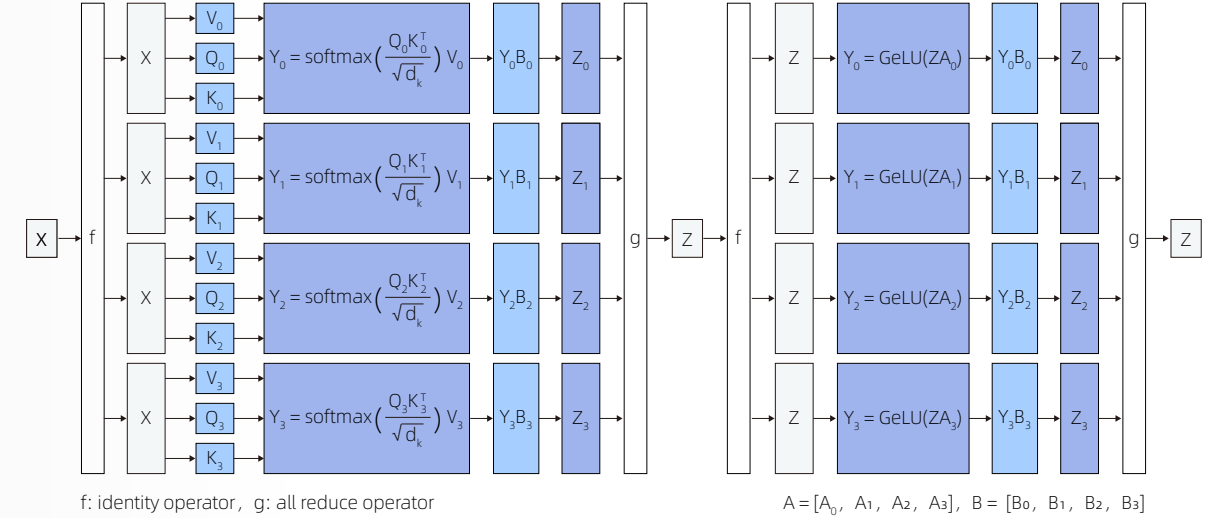 X
f
X
V₀
Q₀
K₀
Y₀ = softmax(Q₀K₀ᵀ/√dₖ) V₀
Y₀B₀
Z₀
X
V₁
Q₁
K₁
Y₁ = softmax(Q₁K₁ᵀ/√dₖ) V₁
Y₁B₁
Z₁
X
V₂
Q₂
K₂
Y₂ = softmax(Q₂K₂ᵀ/√dₖ) V₂
Y₂B₂
Z₂
X
V₃
Q₃
K₃
Y₃ = softmax(Q₃K₃ᵀ/√dₖ) V₃
Y₃B₃
Z₃
g
Z
f
Z
Y₀ = GeLU(ZA₀)
Y₀B₀
Z₀
Z
Y₁ = GeLU(ZA₁)
Y₁B₁
Z₁
Z
Y₂ = GeLU(ZA₂)
Y₂B₂
Z₂
Z
Y₃ = GeLU(ZA₃)
Y₃B₃
Z₃
g
Z
f: identity operator, g: all reduce operator
A = [A₀, A₁, A₂, A₃], B = [B₀, B₁, B₂, B₃]